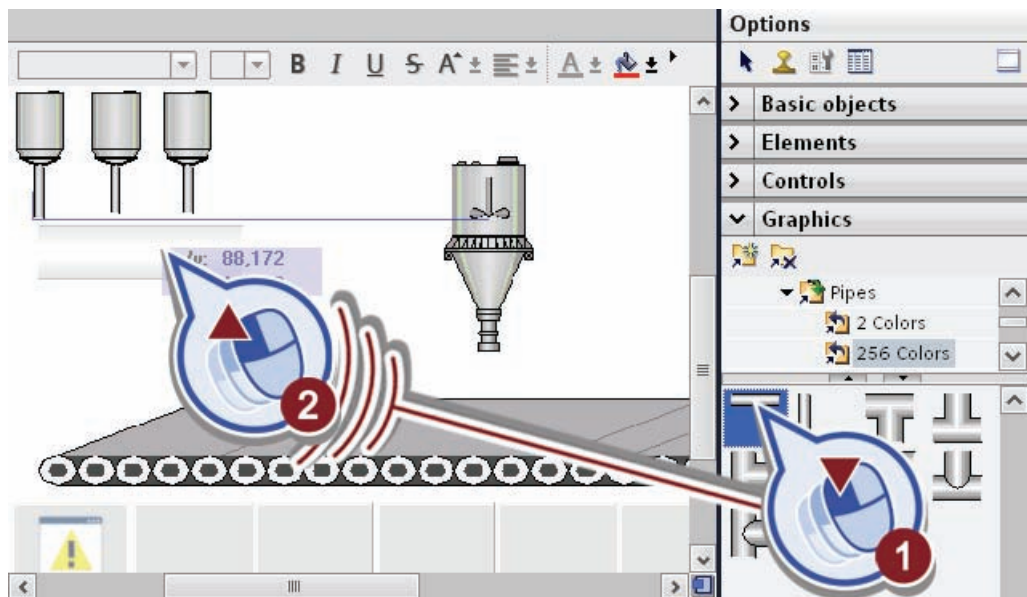 Options
B I U S A A
Basic objects
Elements
Controls
Graphics
Pipes
2 Colors
256 Colors
88,172
2
1